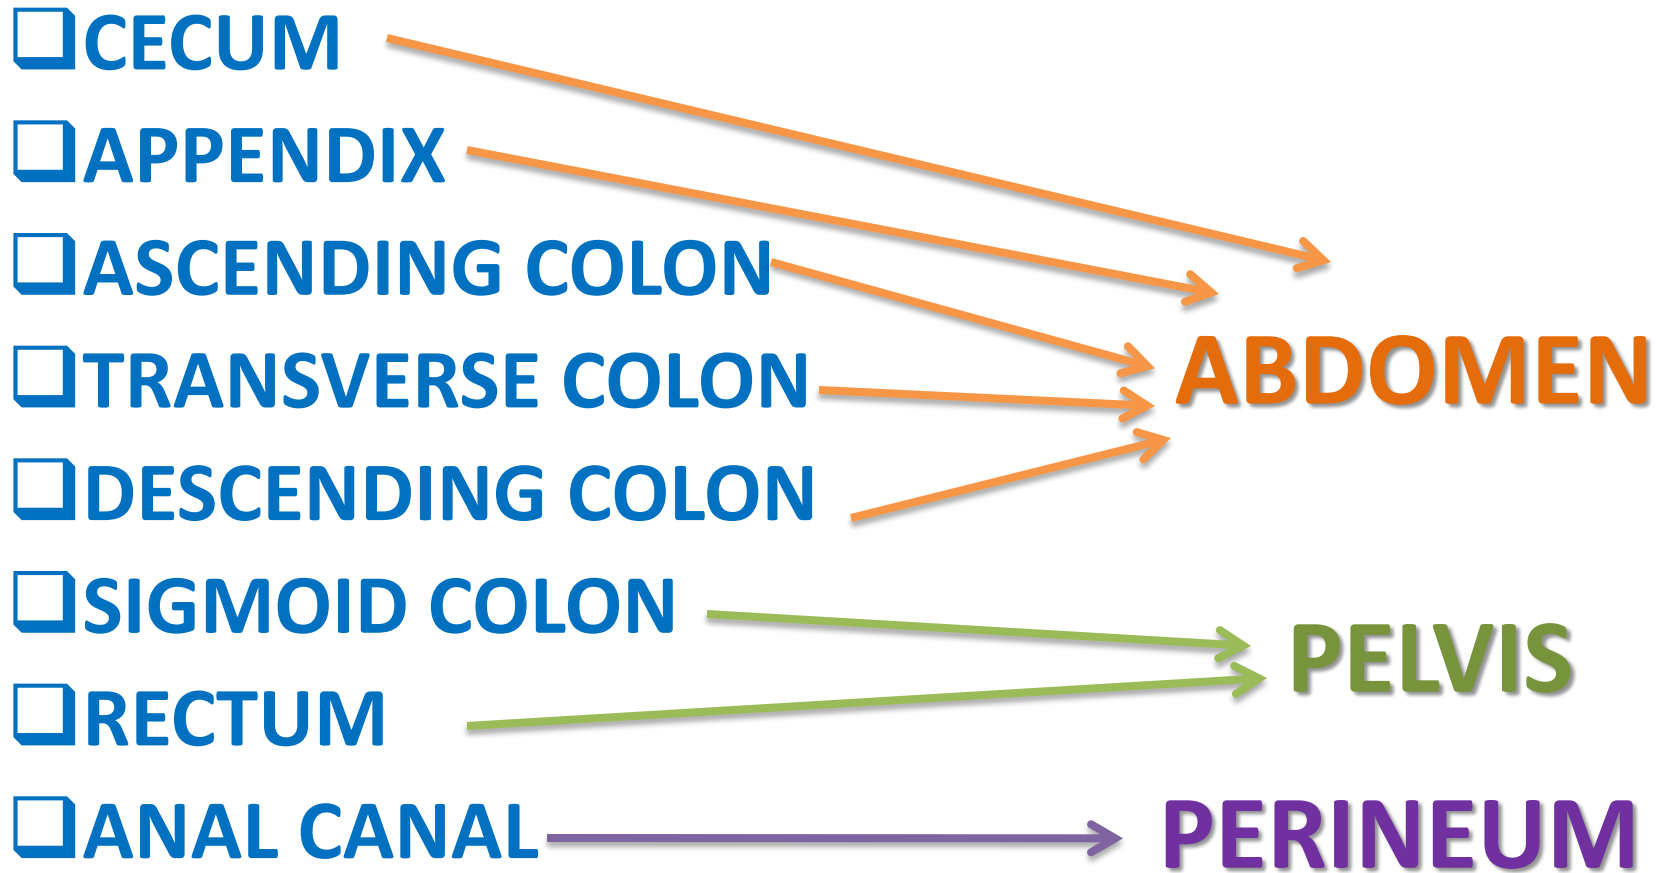 CECUM
APPENDIX
ASCENDING COLON
TRANSVERSE COLON
ABDOMEN
DESCENDING COLON
SIGMOID COLON
PELVIS
RECTUM
ANAL CANAL
PERINEUM